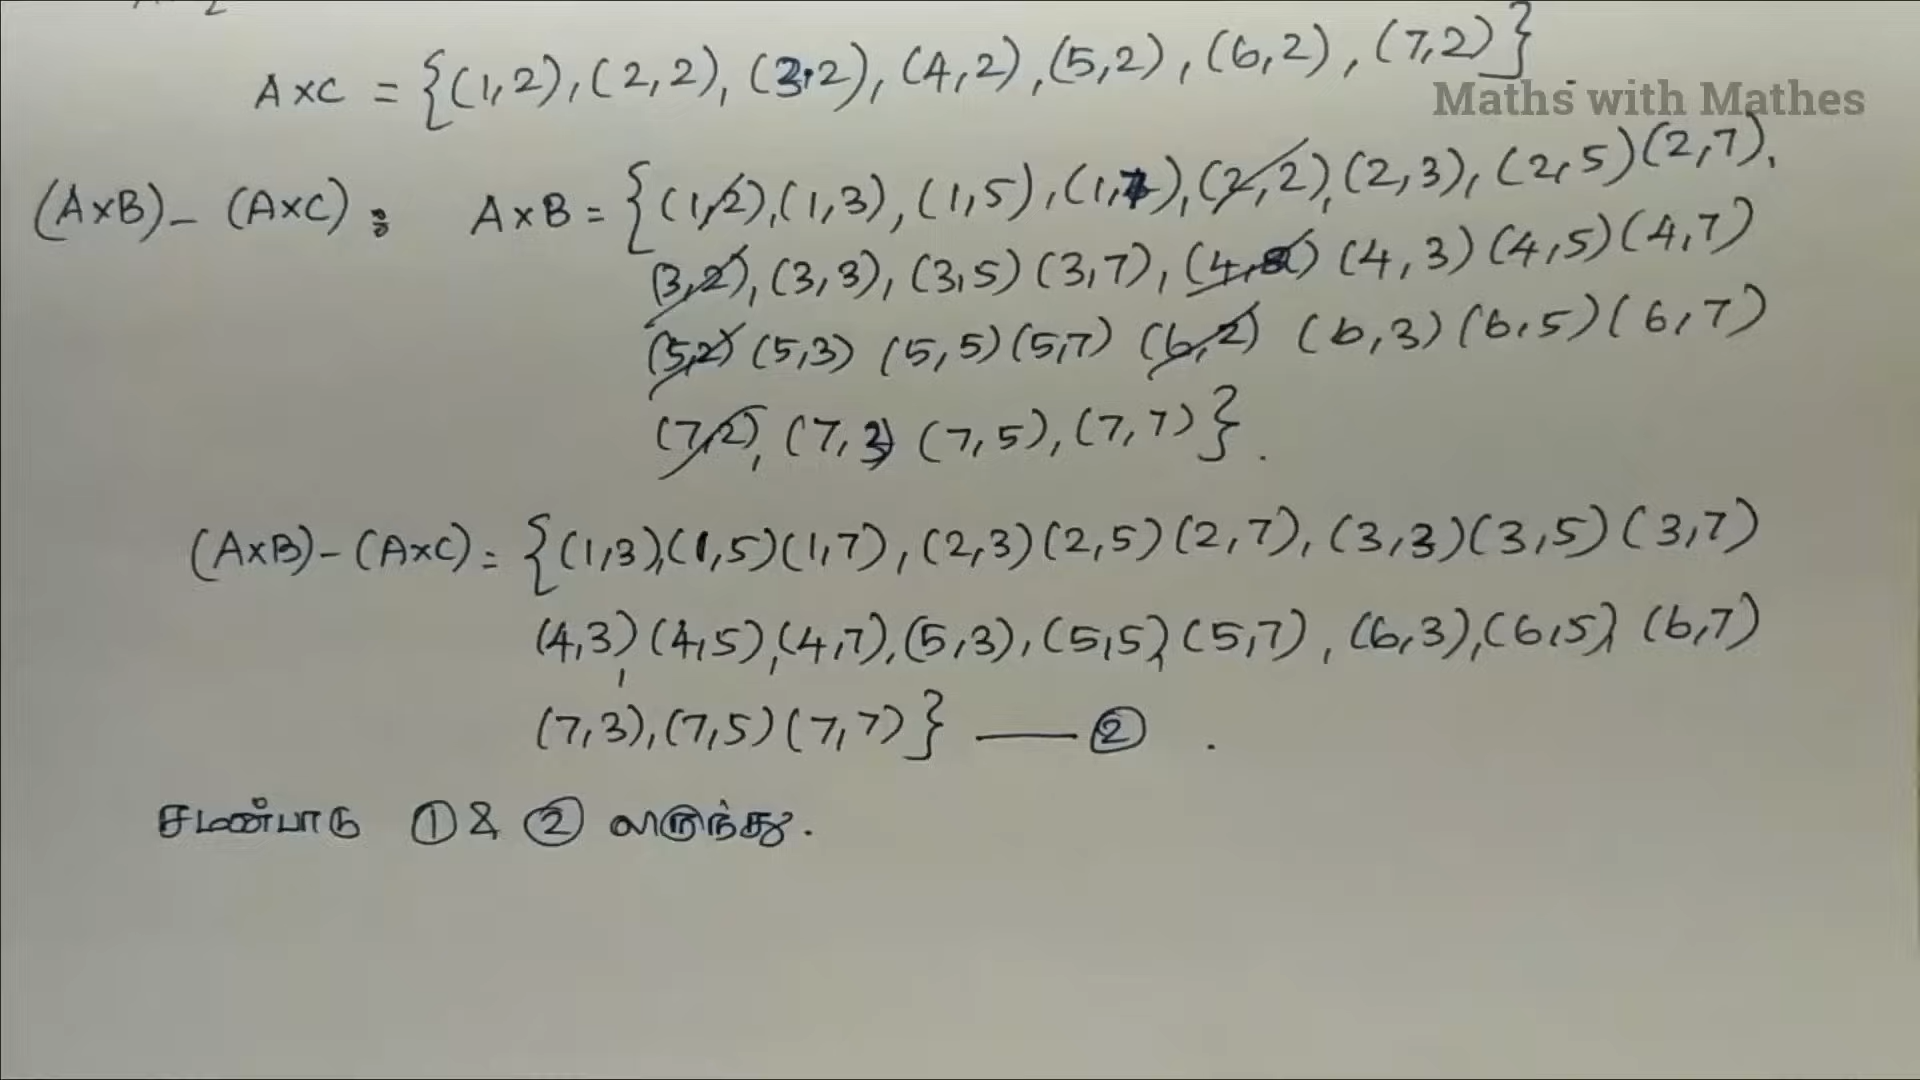 A×C = {(1,2),(2,2),(3,2),(4,2),(5,2),(6,2),(7,2)}
Maths with Mathes
(A×B)-(A×C): A×B = {(1,2),(1,3),(1,5),(1,7),(2,2),(2,3),(2,5)(2,7),
(3,2),(3,3),(3,5)(3,7),(4,2)(4,3)(4,5)(4,7)
(5,2)(5,3)(5,5)(5,7)(6,2)(6,3)(6,5)(6,7)
(7,2),(7,3)(7,5),(7,7)}.
(A×B)-(A×C) = {(1,3),(1,5)(1,7),(2,3)(2,5)(2,7),(3,3)(3,5)(3,7)
(4,3),(4,5),(4,7),(5,3),(5,5),(5,7),(6,3),(6,5),(6,7)
(7,3),(7,5)(7,7)} — ②
சமன்பாடு ① & ② லிருந்து.